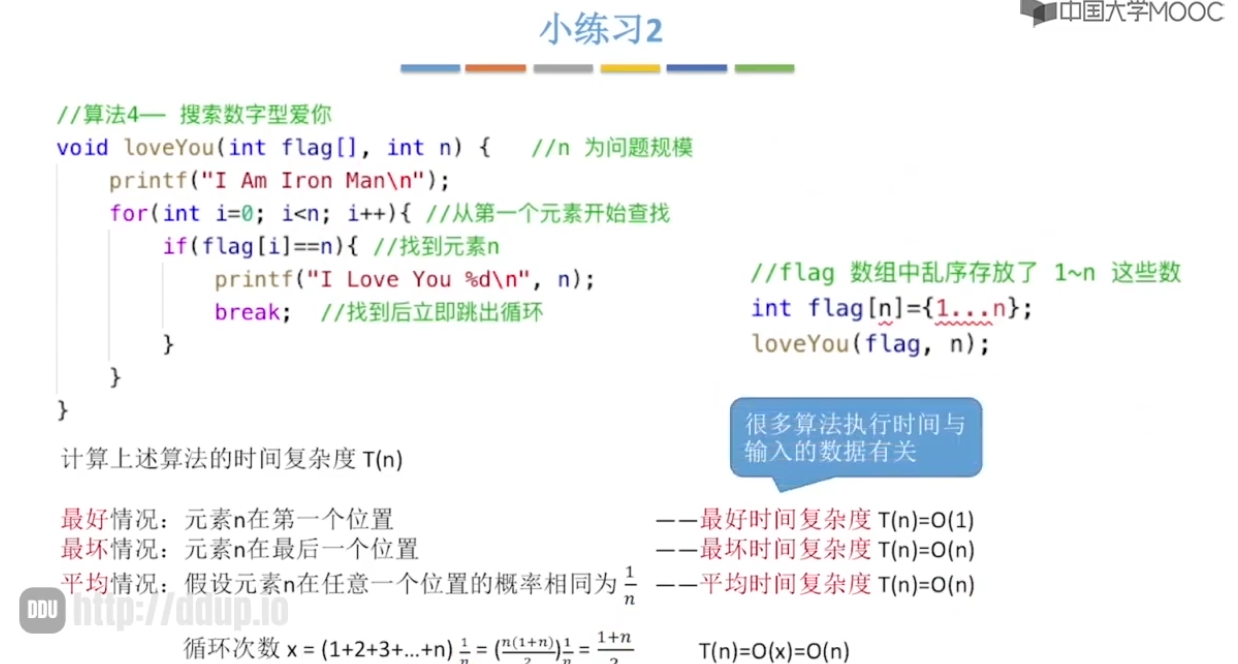 中国大学MOOC
小练习2
//算法4—— 搜索数字型爱你
void loveYou(int flag[], int n) { //n 为问题规模
printf("I Am Iron Man\n");
for(int i=0; i<n; i++){ //从第一个元素开始查找
if(flag[i]==n){ //找到元素n
printf("I Love You %d\n", n);
break; //找到后立即跳出循环
}
}
}
//flag 数组中乱序存放了 1~n 这些数
int flag[n]={1...n};
loveYou(flag, n);
很多算法执行时间与
输入的数据有关
计算上述算法的时间复杂度 T(n)
最好情况：元素n在第一个位置 ——最好时间复杂度 T(n)=O(1)
最坏情况：元素n在最后一个位置 ——最坏时间复杂度 T(n)=O(n)
平均情况：假设元素n在任意一个位置的概率相同为 1/n ——平均时间复杂度 T(n)=O(n)
循环次数 x = (1+2+3+...+n) 1/n = (n(1+n)/2) 1/n = 1+n/2 T(n)=O(x)=O(n)
DDU http://ddup.io